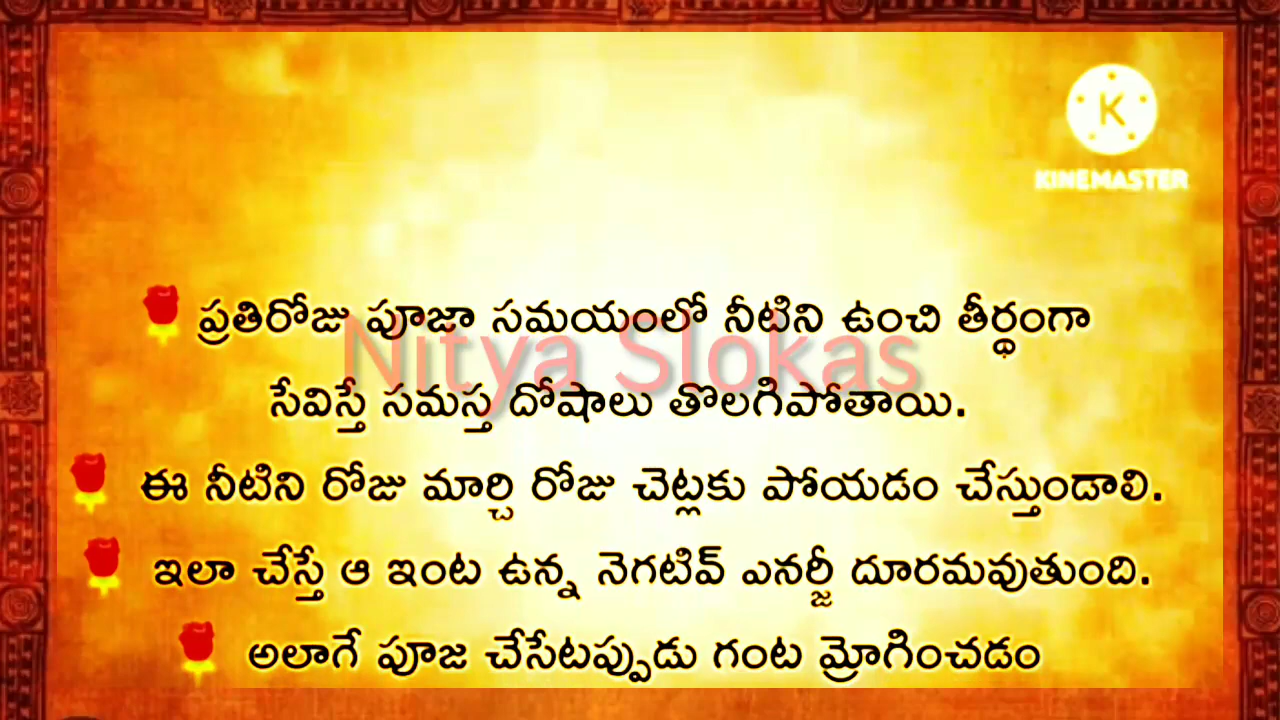 K
KINEMASTER
ప్రతిరోజు పూజా సమయంలో నీటిని ఉంచి తీర్థంగా
Nitya Slokas
సేవిస్తే సమస్త దోషాలు తొలగిపోతాయి.
ఈ నీటిని రోజు మార్చి రోజు చెట్లకు పోయడం చేస్తుండాలి.
ఇలా చేస్తే ఆ ఇంట ఉన్న నెగటివ్ ఎనర్జీ దూరమవుతుంది.
అలాగే పూజ చేసేటప్పుడు గంట మ్రోగించడం